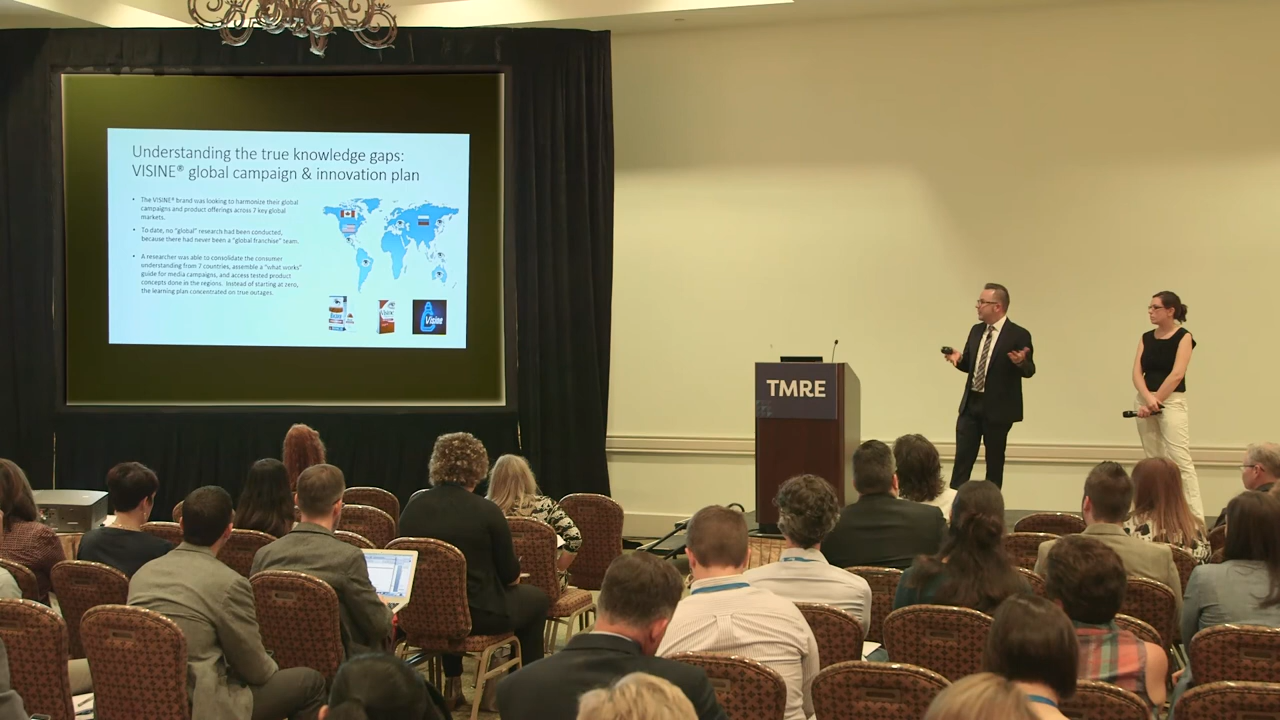 Understanding the true knowledge gaps:
VISINE® global campaign & innovation plan
• The VISINE® brand was looking to harmonize their global
campaigns and product offerings across 7 key global
markets.
• To date, no “global” research had been conducted,
because there had never been a “global franchise” team.
• A researcher was able to consolidate the consumer
understanding from 7 countries, assemble a “what works”
guide for media campaigns, and access tested product
concepts done in the regions. Instead of starting at zero,
the learning plan concentrated on true outages.
Visine
Visine
TMRE